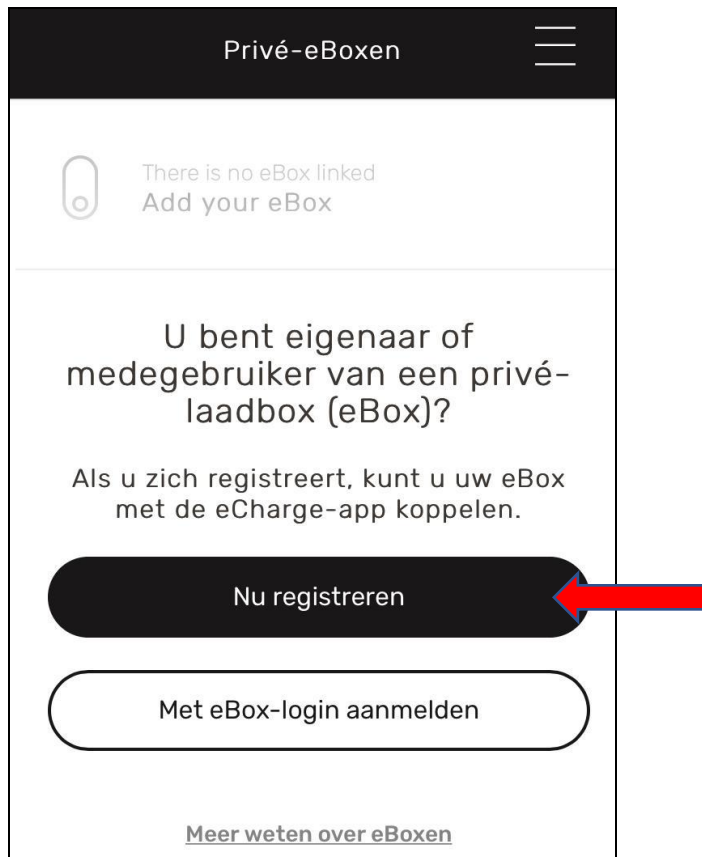 Privé-eBoxen
There is no eBox linked
Add your eBox
U bent eigenaar of
medegebruiker van een privé-
laadbox (eBox)?
Als u zich registreert, kunt u uw eBox
met de eCharge-app koppelen.
Nu registreren
Met eBox-login aanmelden
Meer weten over eBoxen